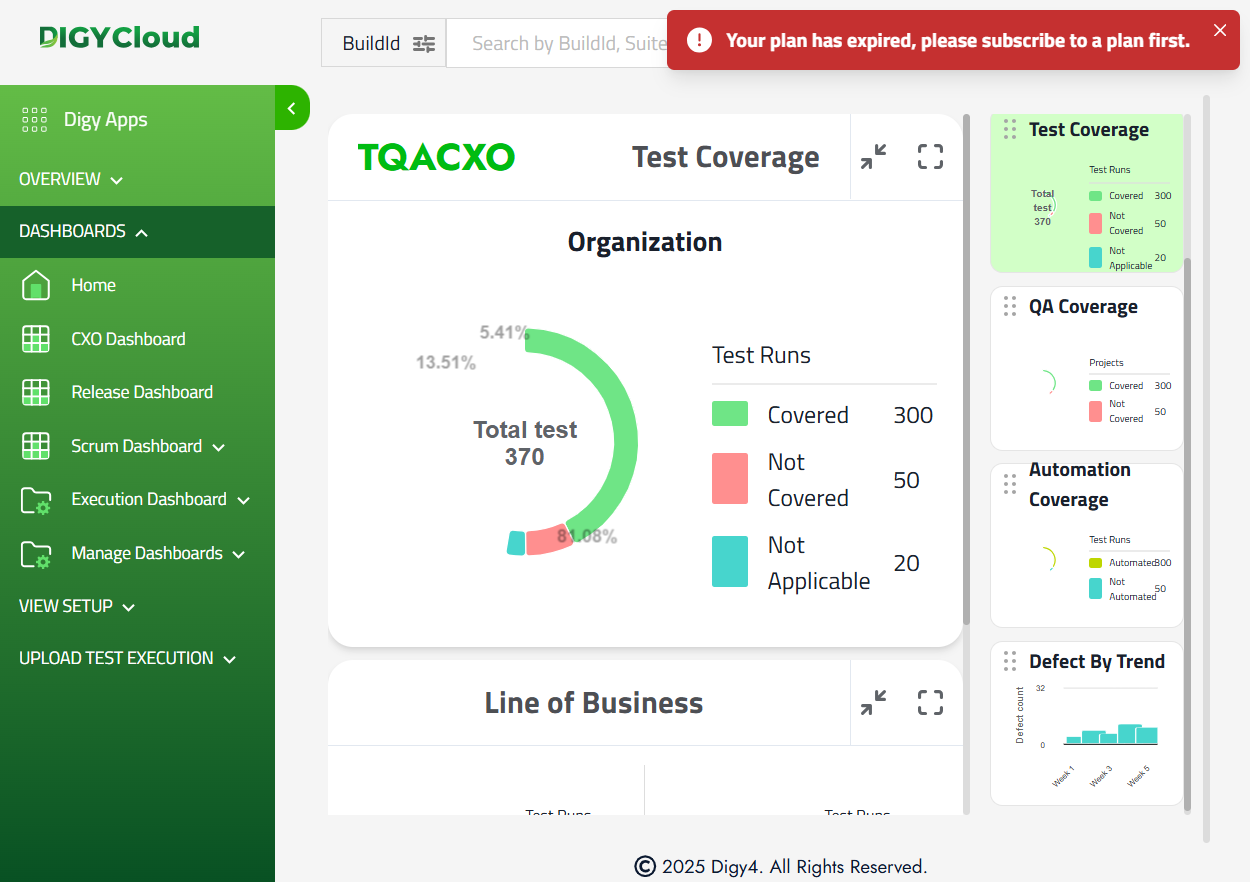 DIGYCloud
BuildId
Search by BuildId, Suite
Your plan has expired, please subscribe to a plan first.
Digy Apps
OVERVIEW
DASHBOARDS
Home
CXO Dashboard
Release Dashboard
Scrum Dashboard
Execution Dashboard
Manage Dashboards
VIEW SETUP
UPLOAD TEST EXECUTION
TQACXO
Test Coverage
Organization
5.41%
13.51%
81.08%
Total test
370
Test Runs
Covered 300
Not
Covered
50
Not
Applicable
20
Line of Business
Test Runs
Test Runs
Test Coverage
Total
test
370
Test Runs
Covered 300
Not
Covered
50
Not
Applicable
20
QA Coverage
Projects
Covered 300
Not
Covered
50
Automation
Coverage
Test Runs
Automated 300
Not
Automated
50
Defect By Trend
Defect count
32
0
Week 1
Week 3
Week 5
© 2025 Digy4. All Rights Reserved.